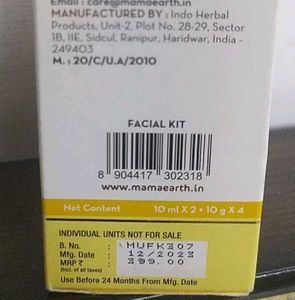 Email : care@mamaearth.in
MANUFACTURED BY : Indo Herbal
Products, Unit-2, Plot No. 28-29, Sector
1B, IIE, Sidcul, Ranipur, Haridwar, India -
249403
M. : 20/C/U.A/2010
FACIAL KIT
8 904417 302318
www.mamaearth.in
Net Content 10 ml X 2 + 10 g X 4
INDIVIDUAL UNITS NOT FOR SALE
B. No. : MUFK307
Mfg. Date : 12/2023
MRP ₹ : 399.00
(Incl. of all taxes)
Use Before 24 Months From Mfg. Date